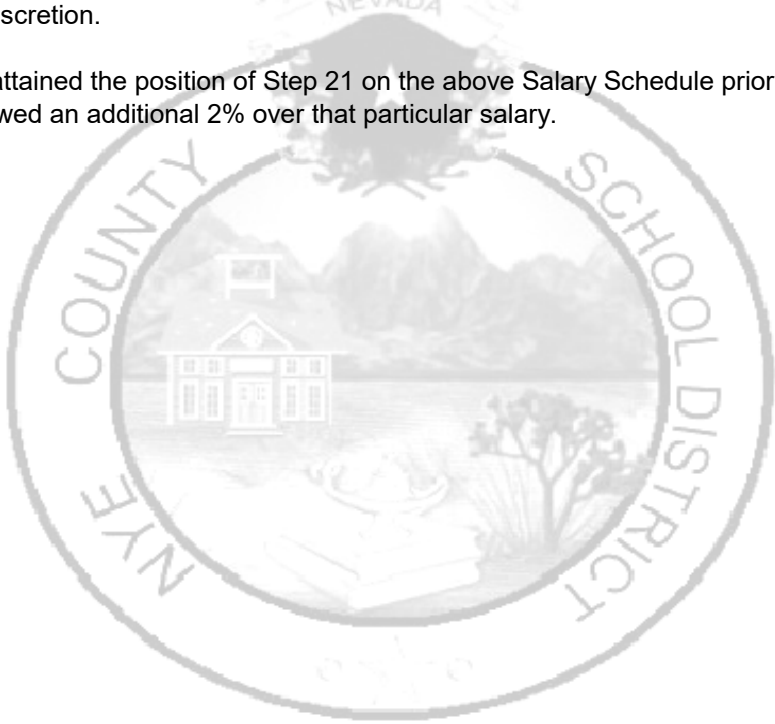 scretion.
NEVADA
ttained the position of Step 21 on the above Salary Schedule prior
wed an additional 2% over that particular salary.
NYE COUNTY SCHOOL DISTRICT